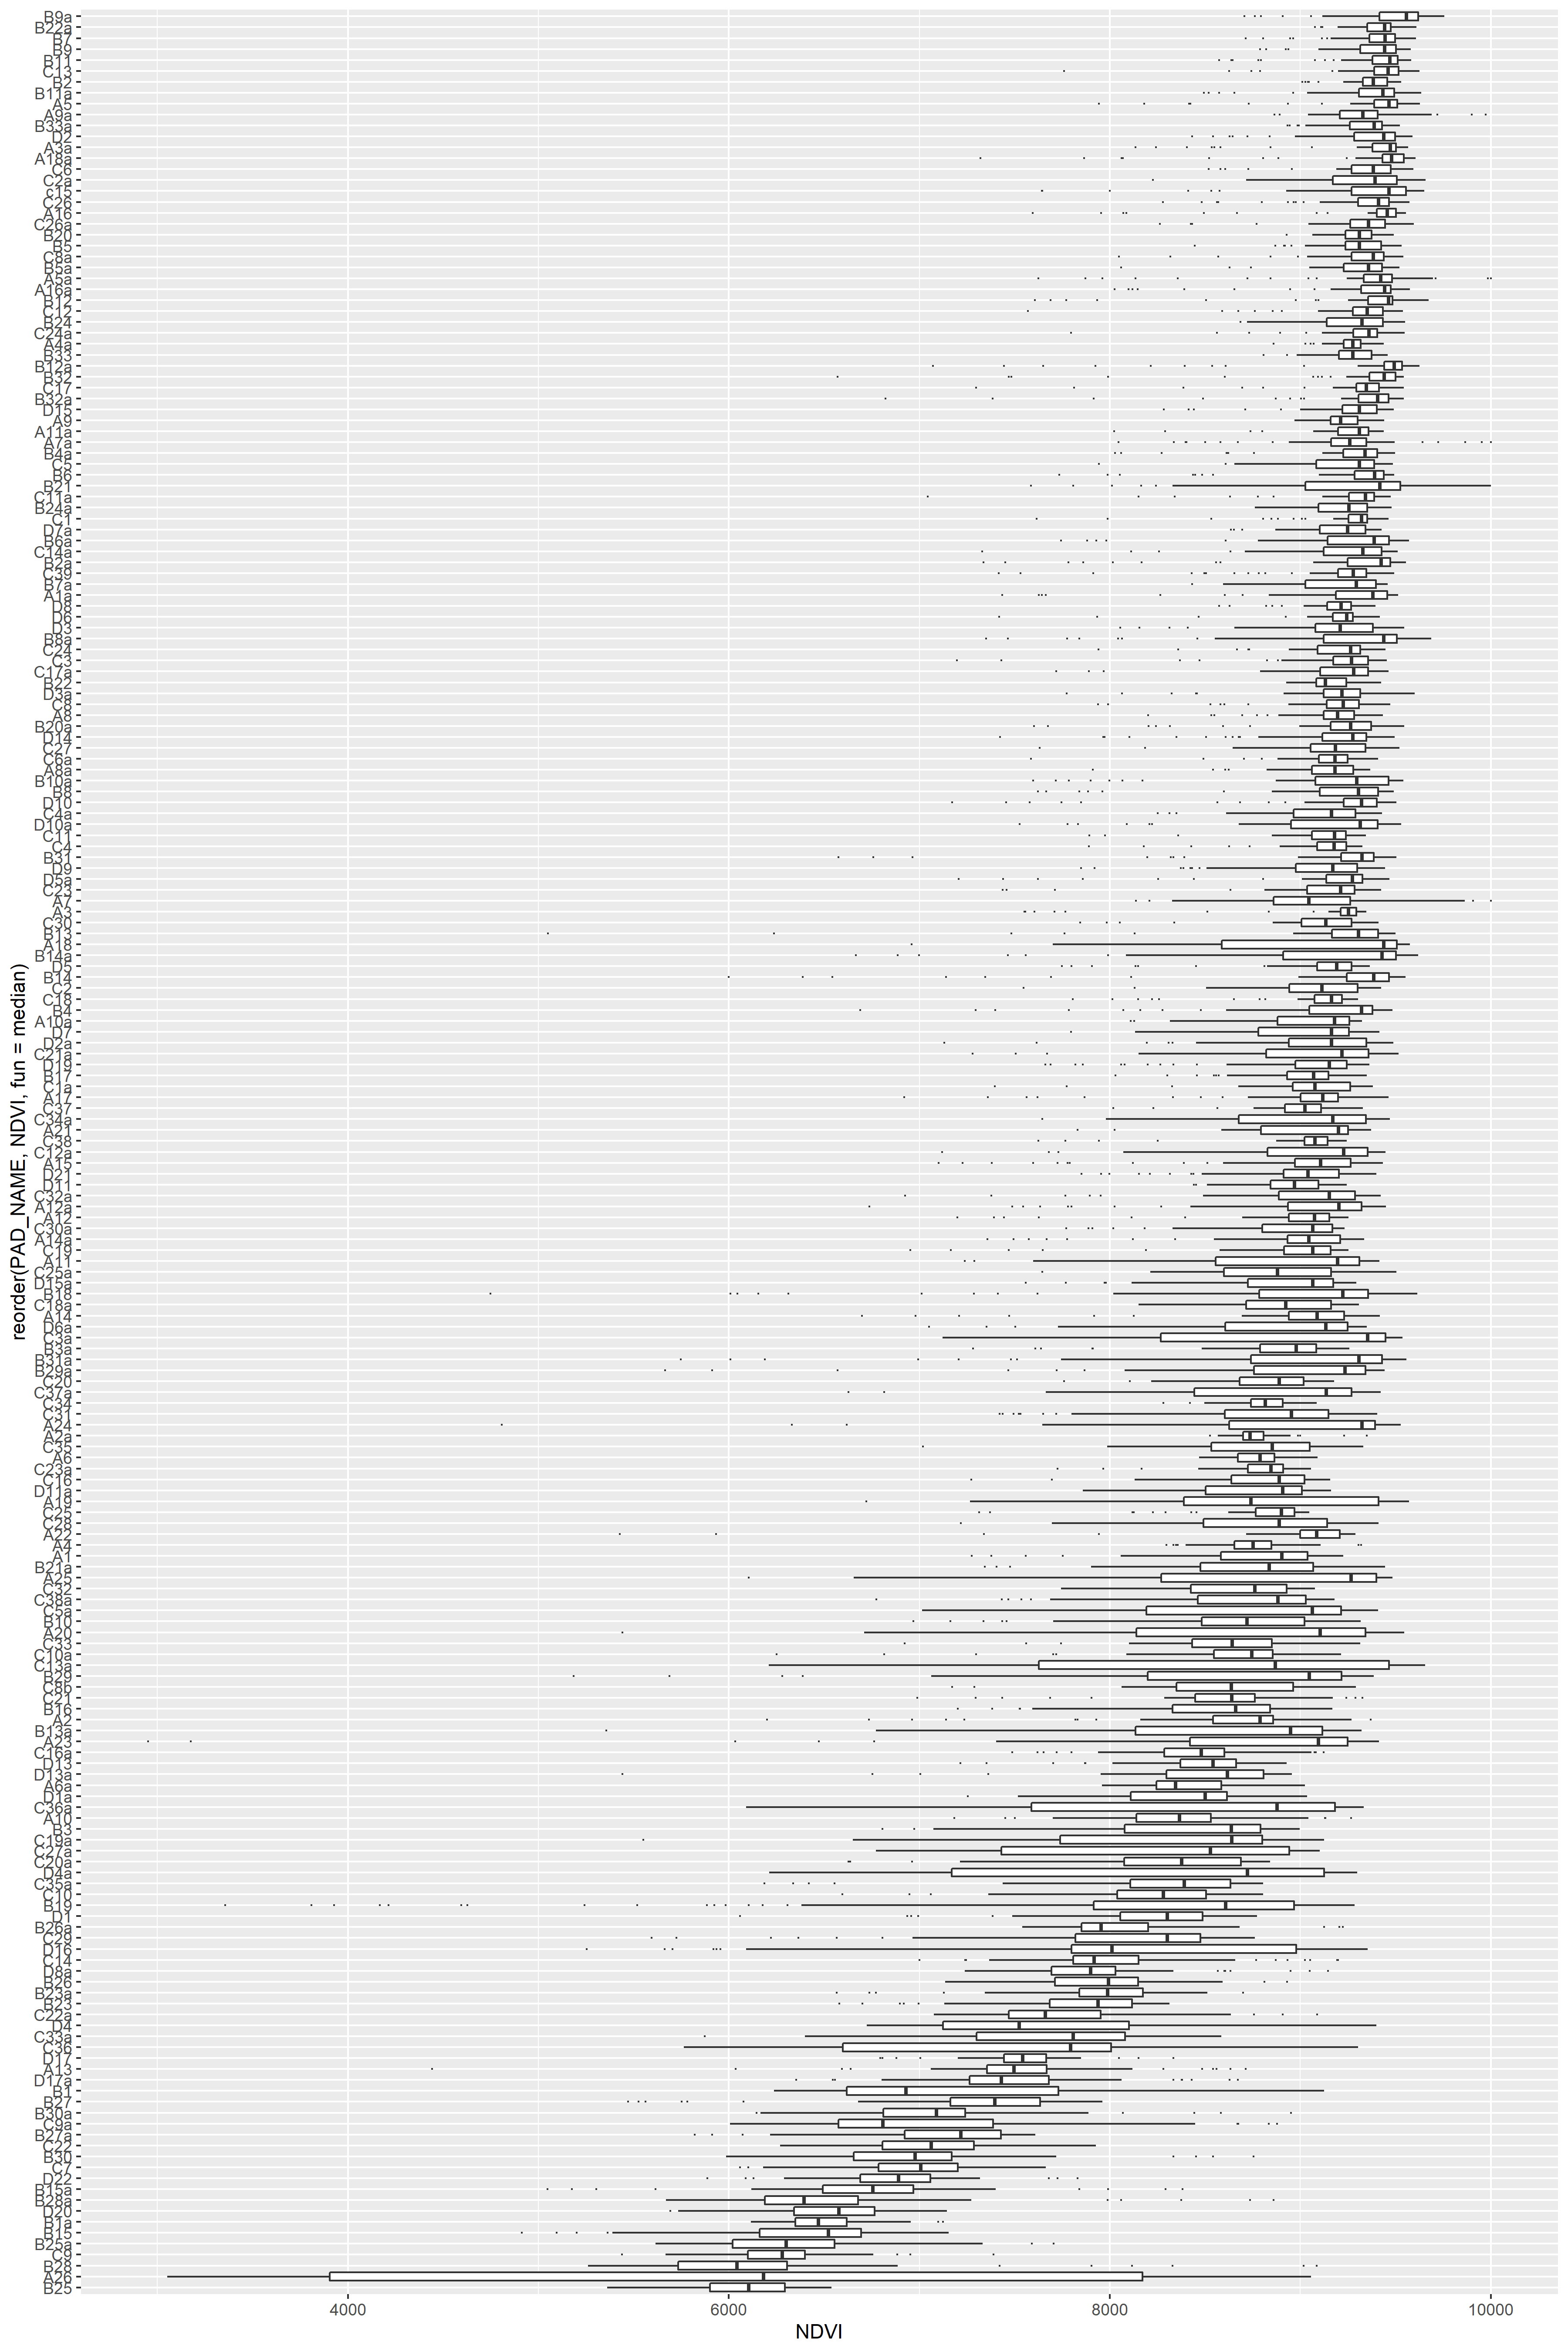 B9a
B22a
B7
B9
B11
C13
B2
B11a
A5
A9a
B33a
D2
A3a
A18a
C6
C2a
c15
C26
A16
C26a
B20
B5
C8a
B5a
A5a
A16a
B12
C12
B24
C24a
A4a
B33
B12a
B32
C17
B32a
D15
A9
A11a
A7a
B4a
C5
B6
B21
C11a
B24a
C1
D7a
B6a
C14a
B2a
C39
B7a
A1a
D8
D6
D3
B8a
C24
C3
C17a
B22
D3a
C8
A8
B20a
D14
C27
C6a
A8a
B10a
B8
D10
C4a
D10a
C11
C4
B31
D9
D5a
C23
A7
A3
C30
B13
A18
B14a
D5
B14
C2
C18
B4
A10a
D7
D2a
C21a
D19
B17
C1a
A17
C37
C34a
A21
C38
C12a
A15
D21
D11
C32a
A12a
A12
C30a
A14a
C19
A11
C25a
D15a
B18
C18a
A14
D6a
C3a
B3a
B31a
B29a
C20
C37a
C34
C31
A24
A2a
C35
A6
C23a
C16
D11a
A19
C25
C28
A22
A4
A1
B21a
A25
C32
C38a
C5a
B10
A20
C33
C10a
C13a
B29
C8b
C21
B16
A2
B13a
A23
C16a
D13
D13a
A6a
D1a
C36a
A10
B3
C19a
C27a
C20a
D4a
C35a
C10
B19
D1
B26a
C29
D16
C14
D8a
B26
B23a
B23
C22a
D4
C33a
C36
D17
A13
D17a
B1
B27
B30a
C9a
B27a
C22
B30
C7
D22
B15a
B28a
D20
B1a
B15
B25a
C9
B28
A26
B25
reorder(PAD_NAME, NDVI, fun = median)
4000 6000 8000 10000
NDVI